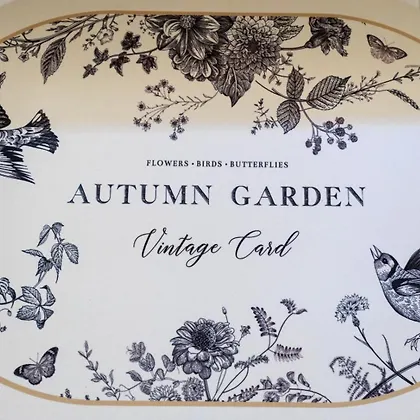 FLOWERS • BIRDS • BUTTERFLIES
AUTUMN GARDEN
Vintage Card